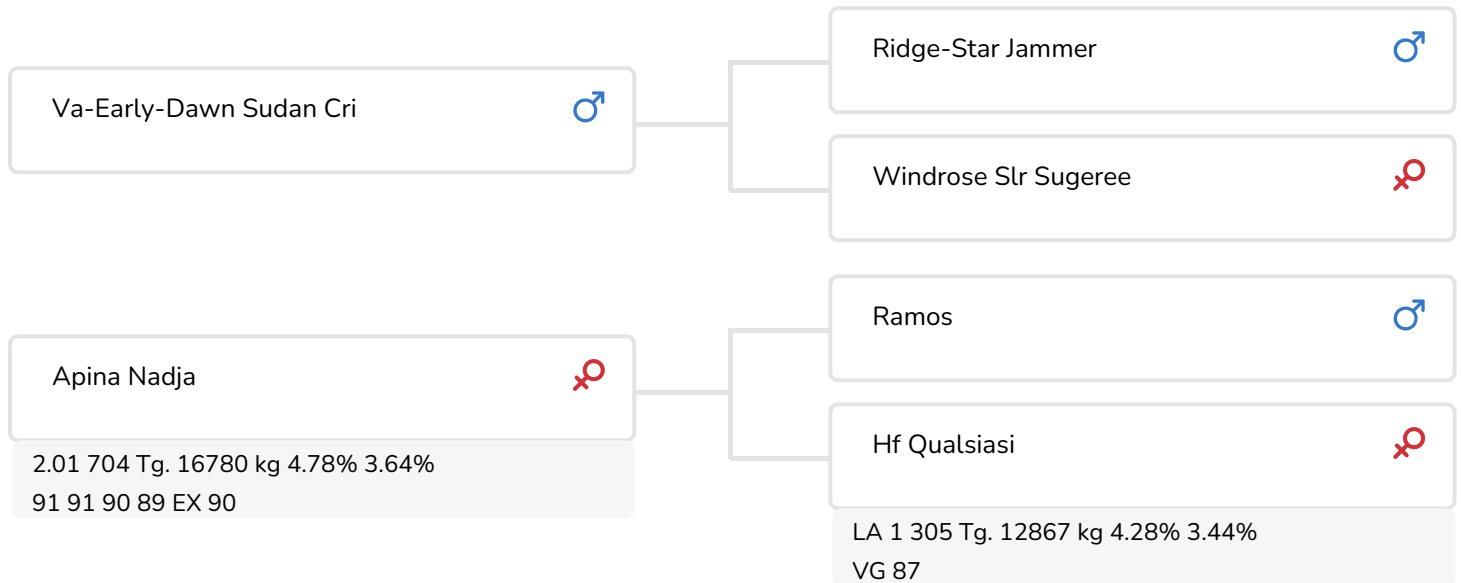 Va-Early-Dawn Sudan Cri
Ridge-Star Jammer
Windrose Slr Sugeree
Apina Nadja
2.01 704 Tg. 16780 kg 4.78% 3.64%
91 91 90 89 EX 90
Ramos
Hf Qualsiasi
LA 1 305 Tg. 12867 kg 4.28% 3.44%
VG 87